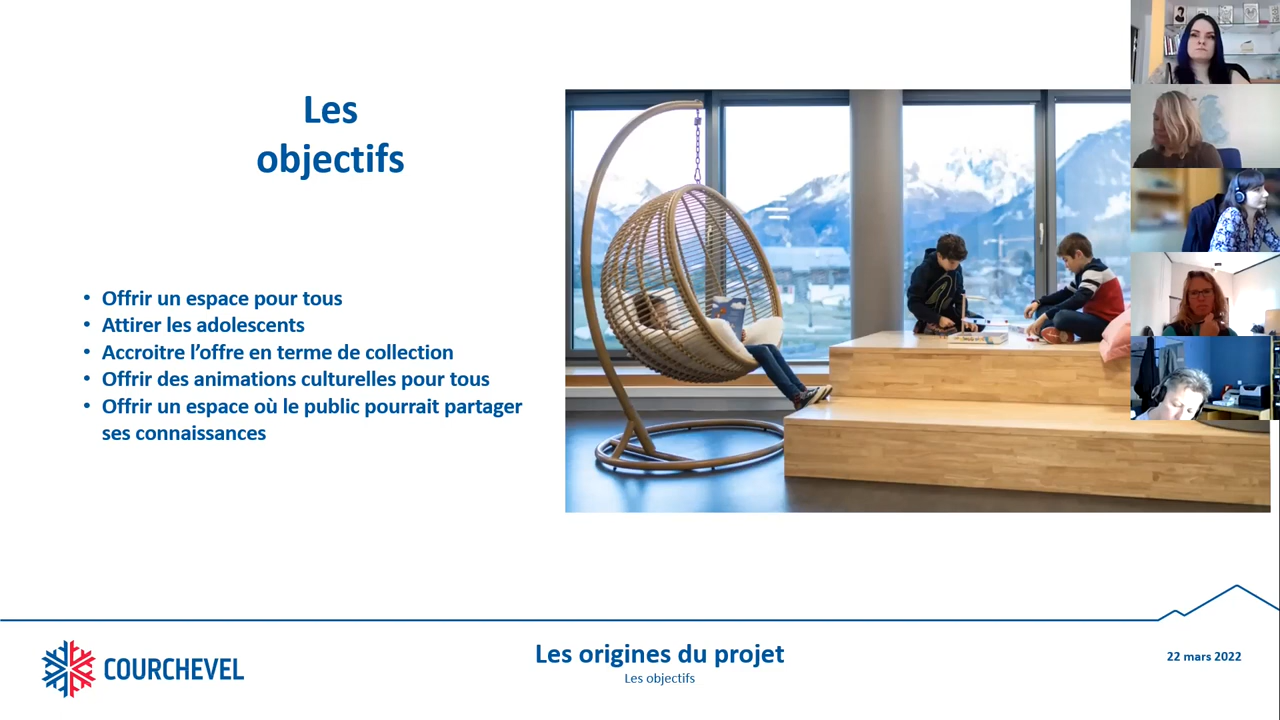 Les
objectifs
• Offrir un espace pour tous
• Attirer les adolescents
• Accroitre l’offre en terme de collection
• Offrir des animations culturelles pour tous
• Offrir un espace où le public pourrait partager
ses connaissances
COURCHEVEL
Les origines du projet
Les objectifs
22 mars 2022